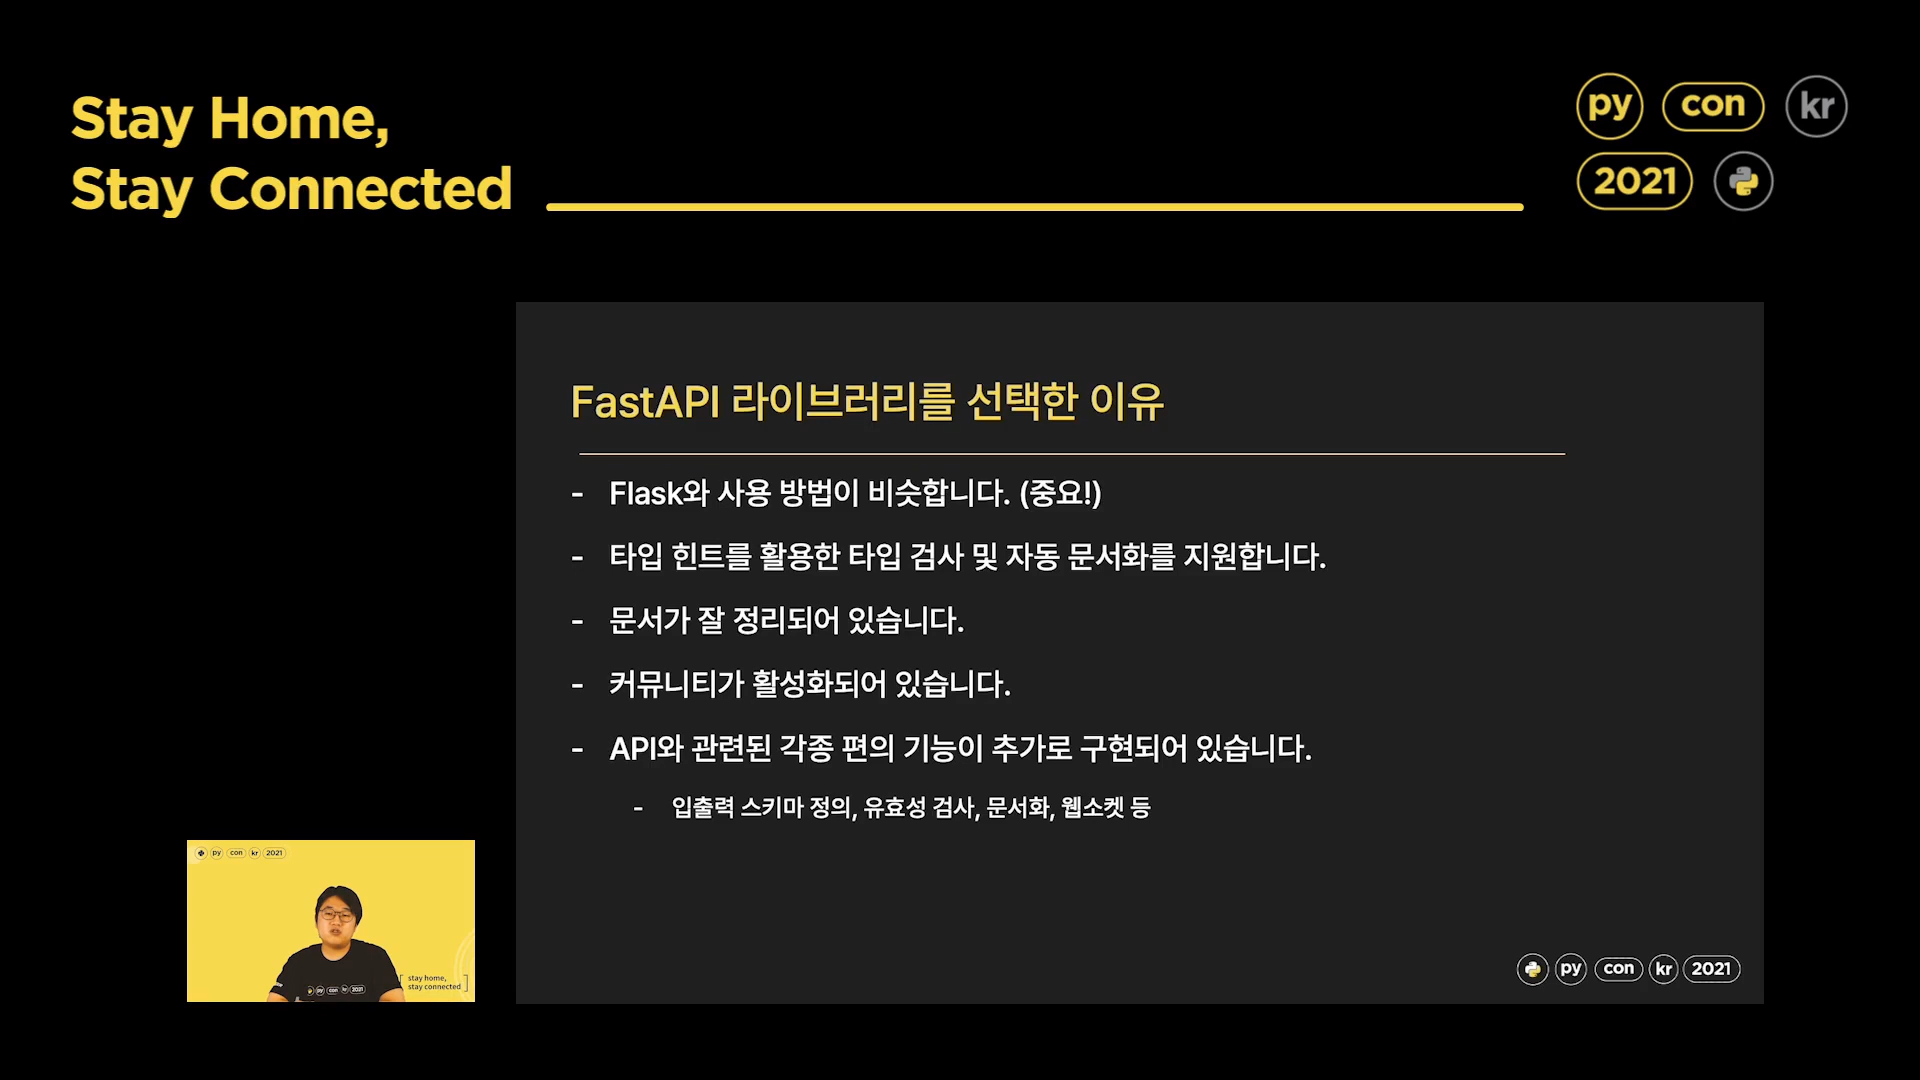 Stay Home,
Stay Connected
py con kr
2021
FastAPI 라이브러리를 선택한 이유
- Flask와 사용 방법이 비슷합니다. (중요!)
- 타입 힌트를 활용한 타입 검사 및 자동 문서화를 지원합니다.
- 문서가 잘 정리되어 있습니다.
- 커뮤니티가 활성화되어 있습니다.
- API와 관련된 각종 편의 기능이 추가로 구현되어 있습니다.
- 입출력 스키마 정의, 유효성 검사, 문서화, 웹소켓 등
py con kr 2021
stay home,
stay connected
py con kr 2021
py con kr 2021